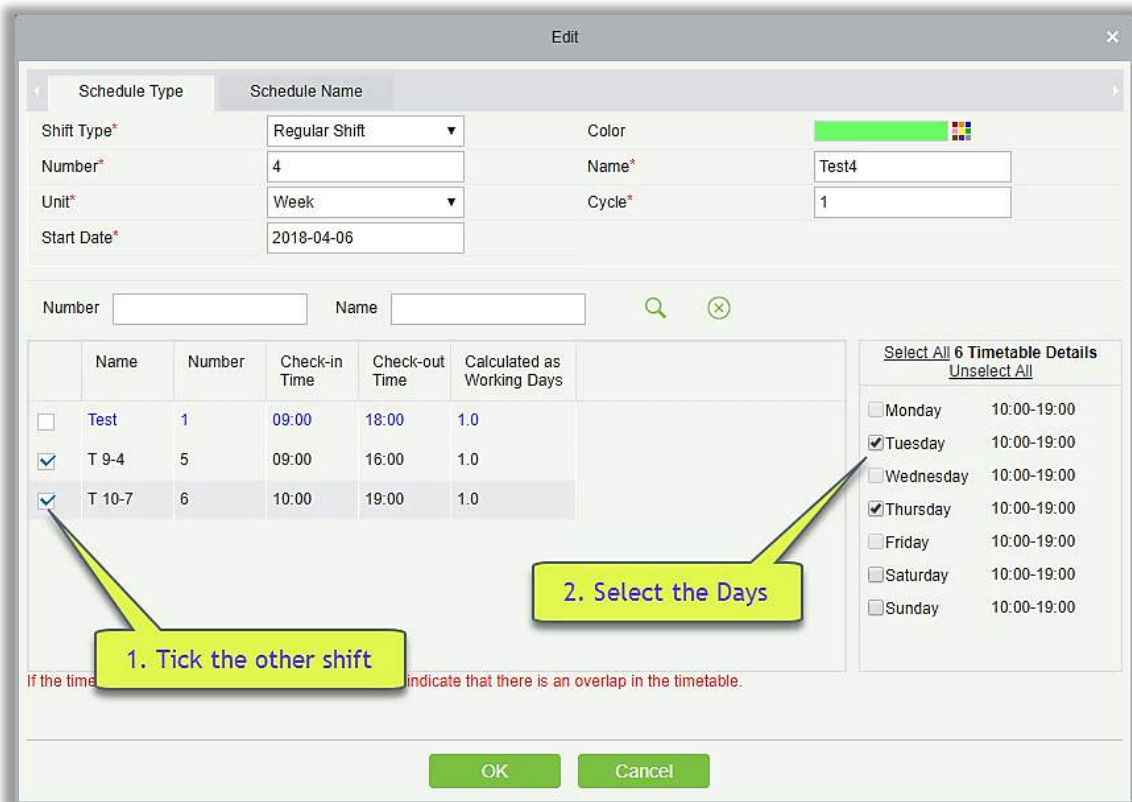 Edit
Schedule Type Schedule Name
Shift Type* Regular Shift Color
Number* 4 Name* Test4
Unit* Week Cycle* 1
Start Date* 2018-04-06
Number Name
Name Number Check-in Time Check-out Time Calculated as Working Days
Test 1 09:00 18:00 1.0
T 9-4 5 09:00 16:00 1.0
T 10-7 6 10:00 19:00 1.0
Select All 6 Timetable Details
Unselect All
Monday 10:00-19:00
Tuesday 10:00-19:00
Wednesday 10:00-19:00
Thursday 10:00-19:00
Friday 10:00-19:00
Saturday 10:00-19:00
Sunday 10:00-19:00
2. Select the Days
1. Tick the other shift
If the time indicate that there is an overlap in the timetable.
OK Cancel